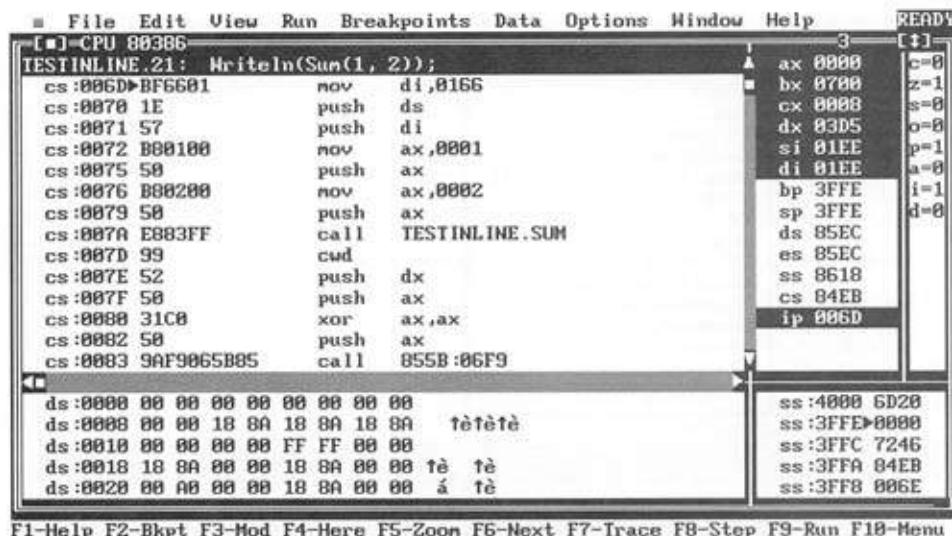 ≡ File Edit View Run Breakpoints Data Options Window Help READY
[■]=CPU 80386 3 [↕]
TESTINLINE.21: Writeln(Sum(1, 2));
cs:006D▶BF6601 mov di,0166
cs:0070 1E push ds
cs:0071 57 push di
cs:0072 B80100 mov ax,0001
cs:0075 50 push ax
cs:0076 B80200 mov ax,0002
cs:0079 50 push ax
cs:007A E883FF call TESTINLINE.SUM
cs:007D 99 cwd
cs:007E 52 push dx
cs:007F 50 push ax
cs:0080 31C0 xor ax,ax
cs:0082 50 push ax
cs:0083 9AF9065B85 call 855B:06F9
ax 0000 c=0
bx 0700 z=1
cx 0008 s=0
dx 03D5 o=0
si 01EE p=1
di 01EE a=0
bp 3FFE i=1
sp 3FFE d=0
ds 85EC
es 85EC
ss 8618
cs 84EB
ip 006D
ds:0000 00 00 00 00 00 00 00 00
ds:0008 00 00 18 8A 18 8A 18 8A ↑è↑è↑è
ds:0010 00 00 00 00 FF FF 00 00
ds:0018 18 8A 00 00 18 8A 00 00 ↑è ↑è
ds:0020 00 A0 00 00 18 8A 00 00 á ↑è
ss:4000 6D20
ss:3FFE▶0000
ss:3FFC 7246
ss:3FFA 84EB
ss:3FF8 006E
F1-Help F2-Bkpt F3-Mod F4-Here F5-Zoom F6-Next F7-Trace F8-Step F9-Run F10-Menu